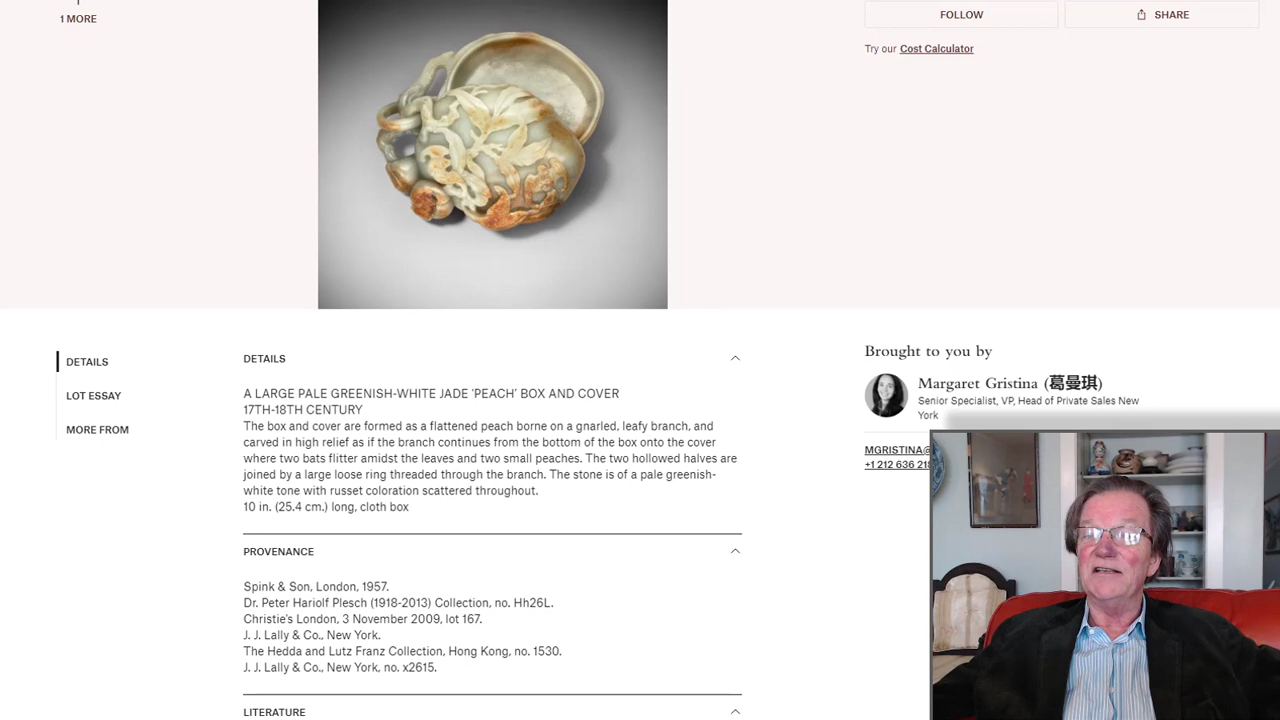 1 MORE
FOLLOW
SHARE
Try our Cost Calculator
DETAILS
LOT ESSAY
MORE FROM
DETAILS
A LARGE PALE GREENISH-WHITE JADE 'PEACH' BOX AND COVER
17TH-18TH CENTURY
The box and cover are formed as a flattened peach borne on a gnarled, leafy branch, and
carved in high relief as if the branch continues from the bottom of the box onto the cover
where two bats flitter amidst the leaves and two small peaches. The two hollowed halves are
joined by a large loose ring threaded through the branch. The stone is of a pale greenish-
white tone with russet coloration scattered throughout.
10 in. (25.4 cm.) long, cloth box
PROVENANCE
Spink & Son, London, 1957.
Dr. Peter Hariolf Plesch (1918-2013) Collection, no. Hh26L.
Christie's London, 3 November 2009, lot 167.
J. J. Lally & Co., New York.
The Hedda and Lutz Franz Collection, Hong Kong, no. 1530.
J. J. Lally & Co., New York, no. x2615.
LITERATURE
Brought to you by
Margaret Gristina (葛曼琪)
Senior Specialist, VP, Head of Private Sales New
York
MGRISTINA@
+1 212 636 21